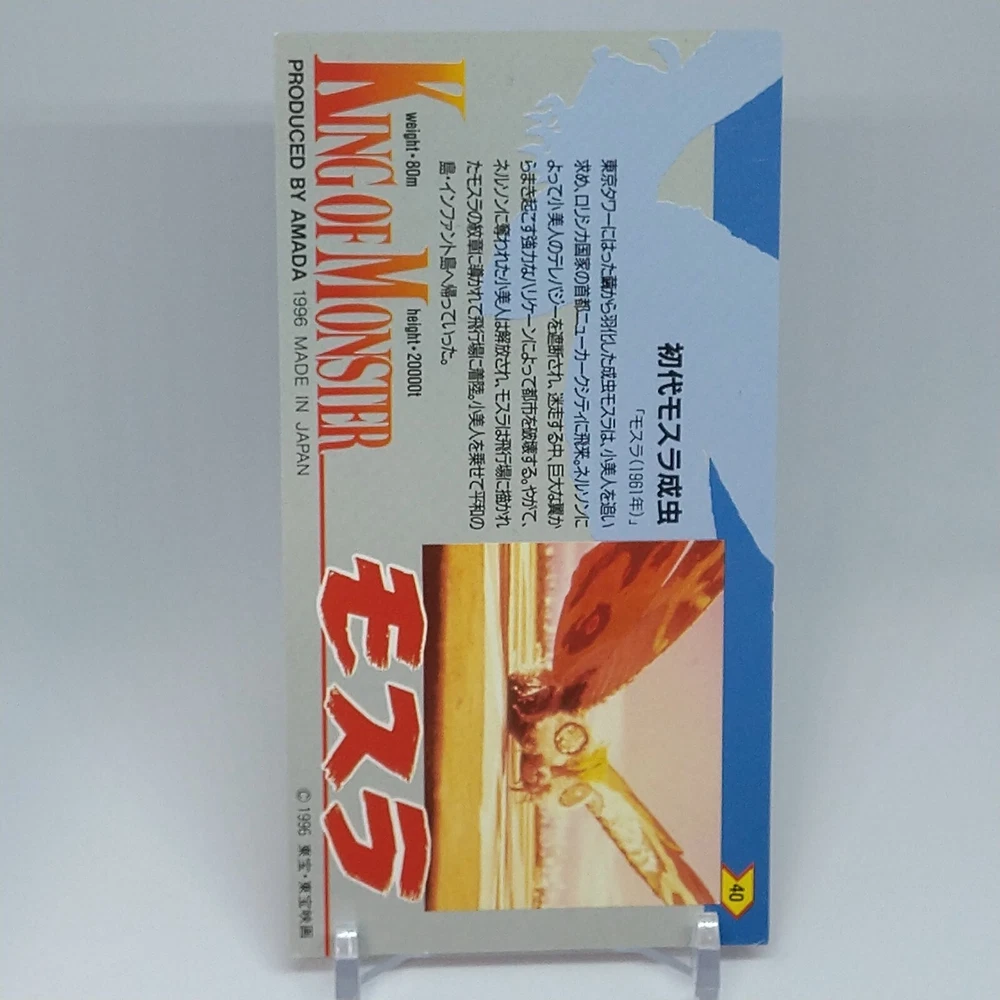 初代モスラ成虫
「モスラ(1961年)」
東京タワーにはった繭から羽化した成虫モスラは、小美人を追い
求め、ロリシカ国家の首都ニューカークシティに飛来。ネルソンに
よって小美人のテレパシーを遮断され、迷走する中、巨大な翼か
らまき起こす強力なハリケーンによって都市を破壊する。やがて、
ネルソンに奪われた小美人は解放され、モスラは飛行場に描かれ
たモスラの紋章に導かれて飛行場に着陸。小美人を乗せて平和の
島・インファント島へ帰っていった。
weight・80m
height・20000t
KING OF MONSTER
PRODUCED BY AMADA 1996 MADE IN JAPAN
40
モスラ
© 1996 東宝・東宝映画